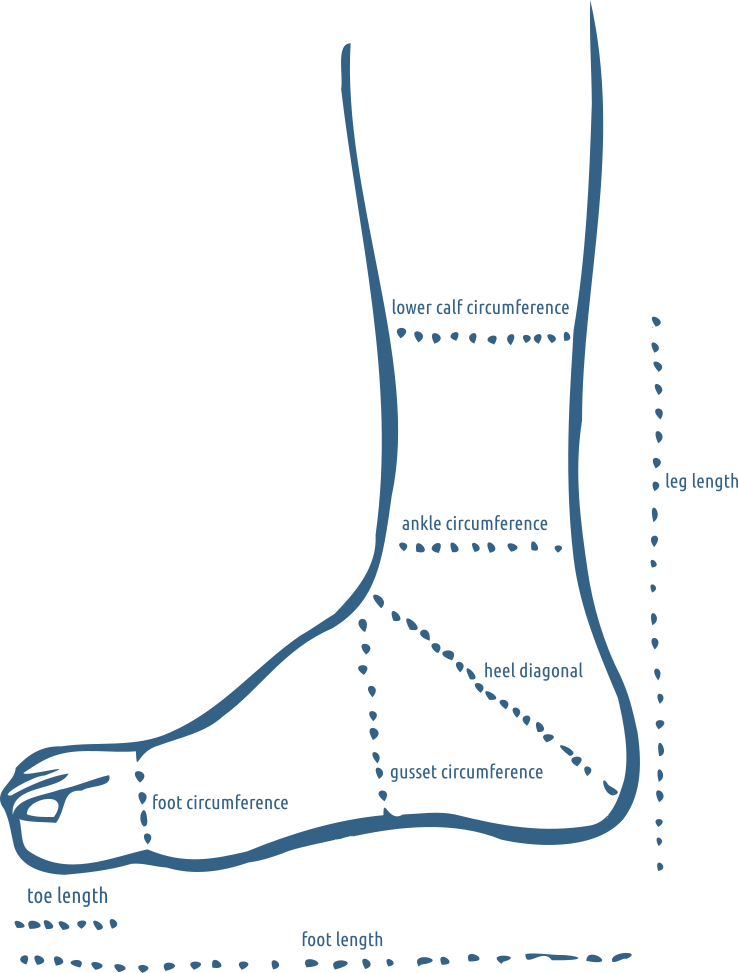 lower calf circumference
leg length
ankle circumference
heel diagonal
gusset circumference
foot circumference
toe length
foot length